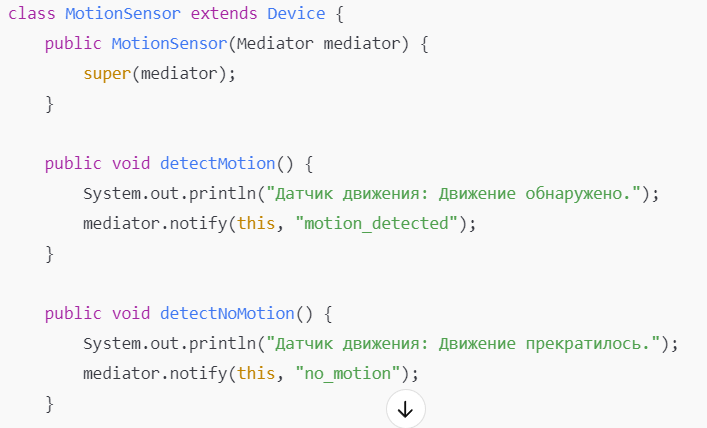 class MotionSensor extends Device {
    public MotionSensor(Mediator mediator) {
        super(mediator);
    }

    public void detectMotion() {
        System.out.println("Датчик движения: Движение обнаружено.");
        mediator.notify(this, "motion_detected");
    }

    public void detectNoMotion() {
        System.out.println("Датчик движения: Движение прекратилось.");
        mediator.notify(this, "no_motion");
    }